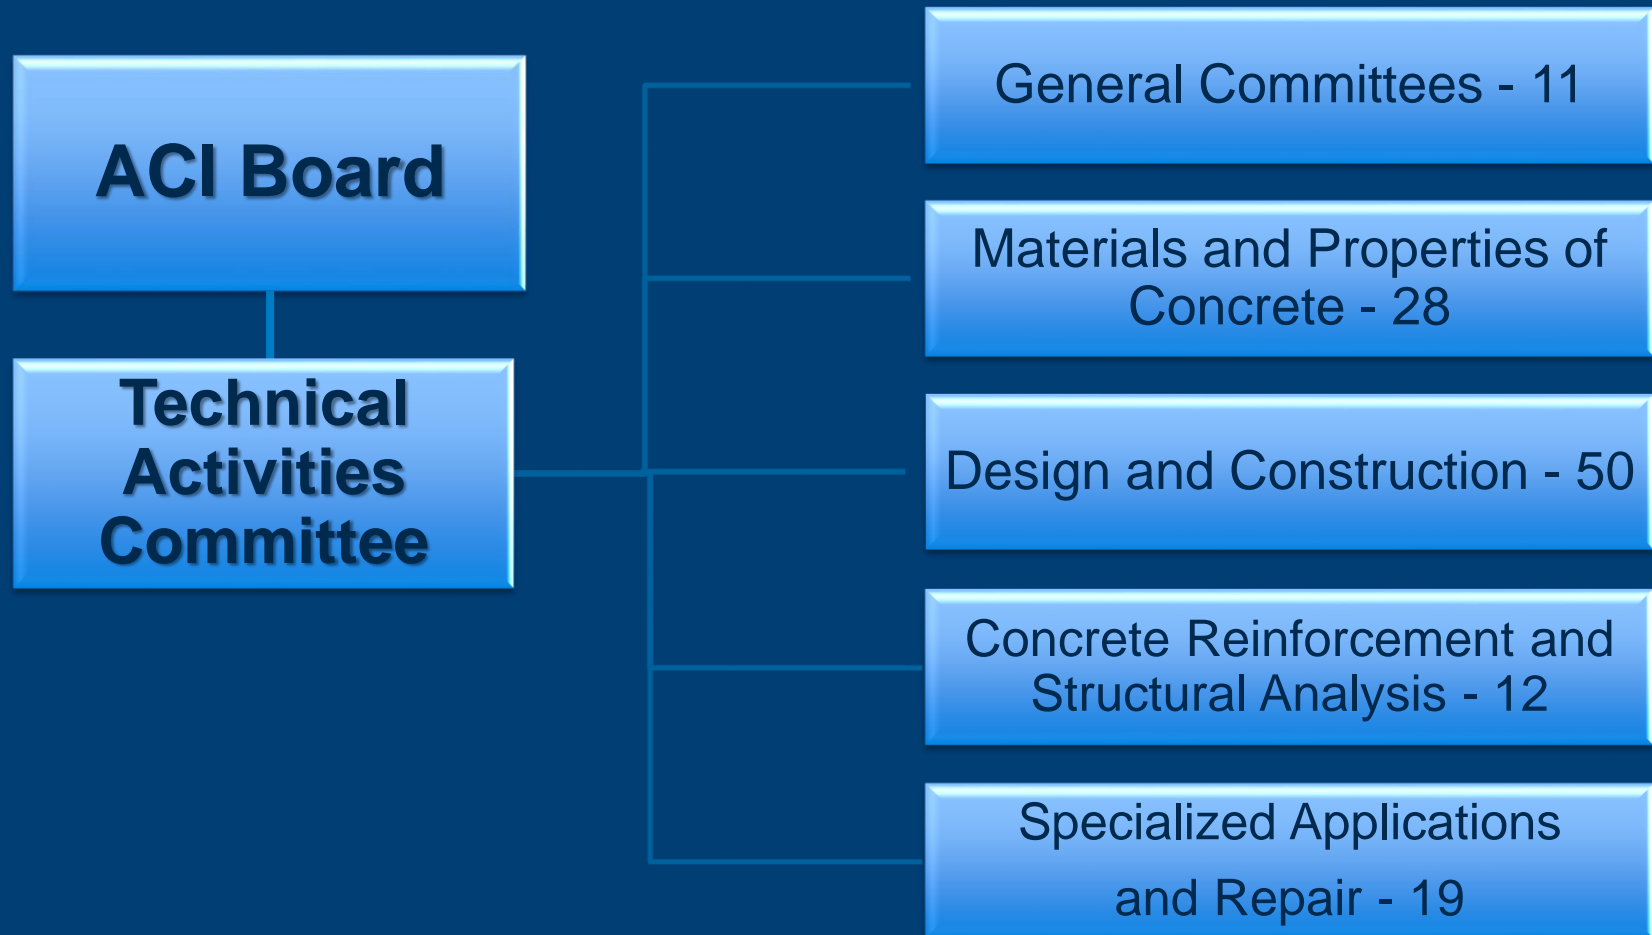 ACI Board
Technical
Activities
Committee
General Committees - 11
Materials and Properties of
Concrete - 28
Design and Construction - 50
Concrete Reinforcement and
Structural Analysis - 12
Specialized Applications
and Repair - 19